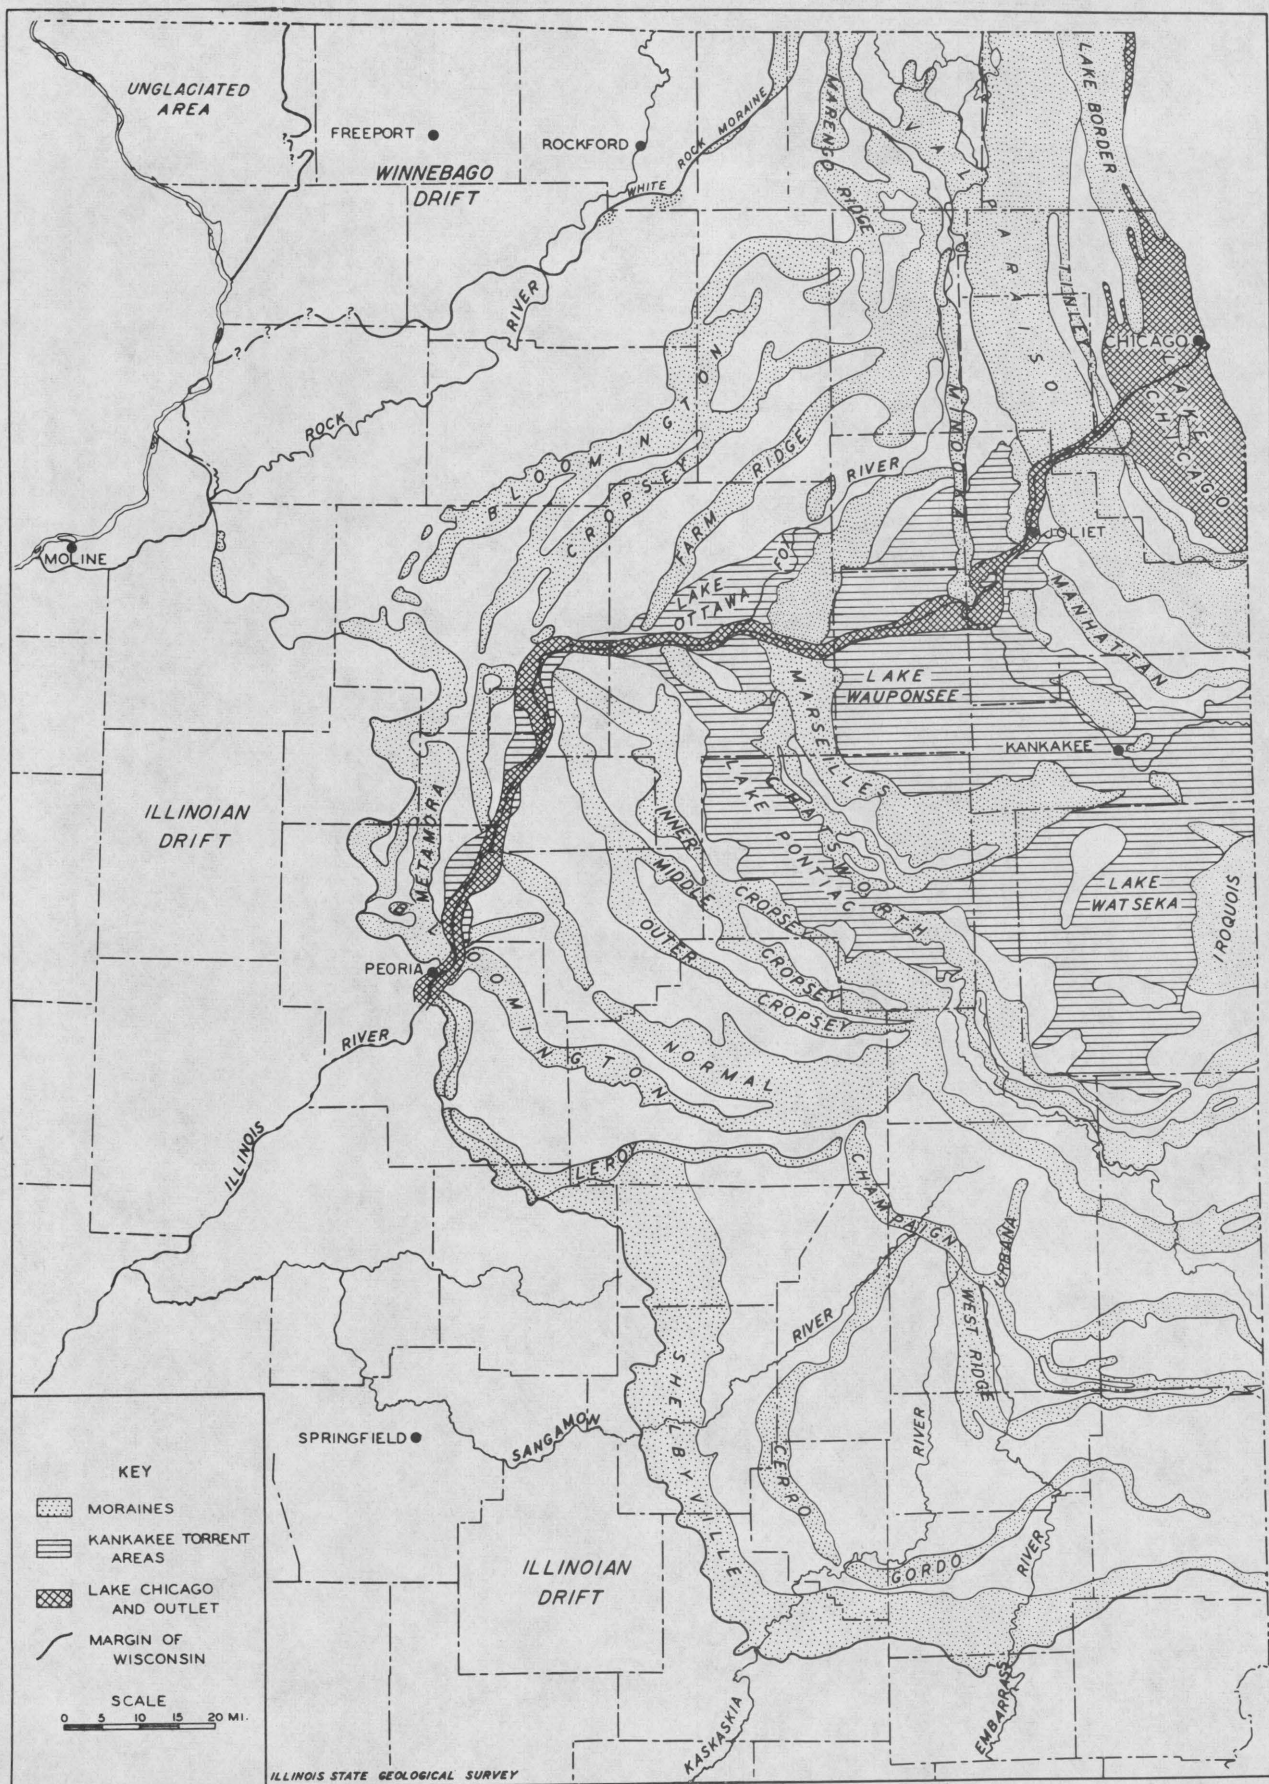 UNGLACIATED
AREA
FREEPORT
ROCKFORD
WINNEBAGO
DRIFT
WHITE ROCK MORAINE
MARENGO RIDGE
VALPARAISO
LAKE BORDER
TINLEY
CHICAGO
LAKE
CHICAGO
ROCK RIVER
BLOOMINGTON
CROPSEY
FARM RIDGE
MINOOKA
FOX RIVER
MOLINE
JOLIET
LAKE
OTTAWA
MANHATTAN
LAKE
WAUPONSEE
MARSEILLES
KANKAKEE
ILLINOIAN
DRIFT
METAMORA
LAKE PONTIAC
CHATSWORTH
INNER CROPSEY
MIDDLE CROPSEY
OUTER CROPSEY
LAKE
WATSEKA
IROQUOIS
PEORIA
BLOOMINGTON
NORMAL
ILLINOIS RIVER
LEROY
CHAMPAIGN
URBANA
WEST RIDGE
RIVER
SHELBYVILLE
SPRINGFIELD
SANGAMON
CERRO GORDO
RIVER
RIVER
ILLINOIAN
DRIFT
KASKASKIA
EMBARRASS
KEY
MORAINES
KANKAKEE TORRENT
AREAS
LAKE CHICAGO
AND OUTLET
MARGIN OF
WISCONSIN
SCALE
0 5 10 15 20 MI.
ILLINOIS STATE GEOLOGICAL SURVEY
? ? ? ? ? ?